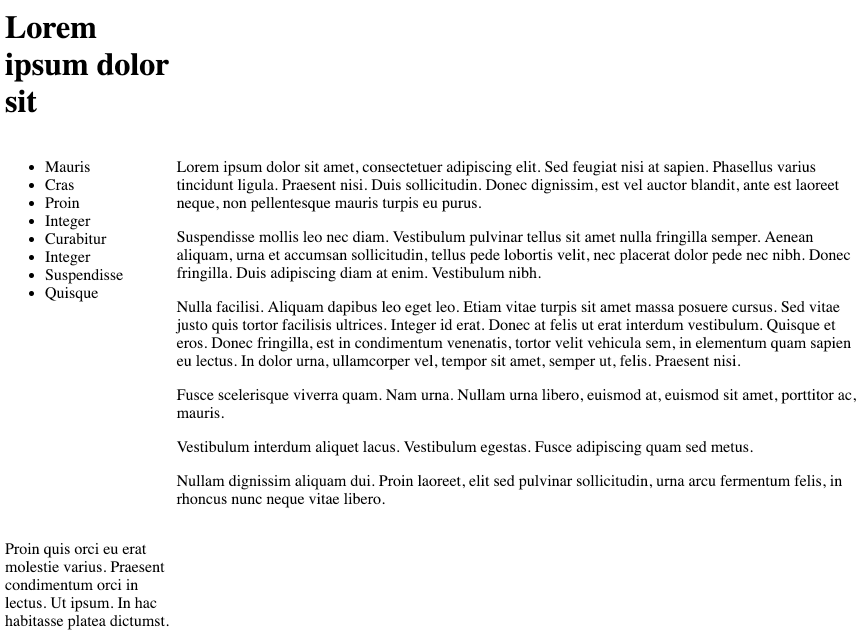 Lorem
ipsum dolor
sit
Mauris
Cras
Proin
Integer
Curabitur
Integer
Suspendisse
Quisque
Lorem ipsum dolor sit amet, consectetuer adipiscing elit. Sed feugiat nisi at sapien. Phasellus varius
tincidunt ligula. Praesent nisi. Duis sollicitudin. Donec dignissim, est vel auctor blandit, ante est laoreet
neque, non pellentesque mauris turpis eu purus.
Suspendisse mollis leo nec diam. Vestibulum pulvinar tellus sit amet nulla fringilla semper. Aenean
aliquam, urna et accumsan sollicitudin, tellus pede lobortis velit, nec placerat dolor pede nec nibh. Donec
fringilla. Duis adipiscing diam at enim. Vestibulum nibh.
Nulla facilisi. Aliquam dapibus leo eget leo. Etiam vitae turpis sit amet massa posuere cursus. Sed vitae
justo quis tortor facilisis ultrices. Integer id erat. Donec at felis ut erat interdum vestibulum. Quisque et
eros. Donec fringilla, est in condimentum venenatis, tortor velit vehicula sem, in elementum quam sapien
eu lectus. In dolor urna, ullamcorper vel, tempor sit amet, semper ut, felis. Praesent nisi.
Fusce scelerisque viverra quam. Nam urna. Nullam urna libero, euismod at, euismod sit amet, porttitor ac,
mauris.
Vestibulum interdum aliquet lacus. Vestibulum egestas. Fusce adipiscing quam sed metus.
Nullam dignissim aliquam dui. Proin laoreet, elit sed pulvinar sollicitudin, urna arcu fermentum felis, in
rhoncus nunc neque vitae libero.
Proin quis orci eu erat
molestie varius. Praesent
condimentum orci in
lectus. Ut ipsum. In hac
habitasse platea dictumst.